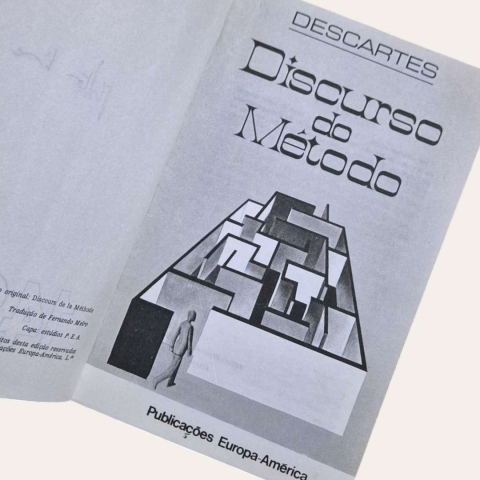 original: Discours de la Méthode
Tradução de Fernando Melro
Capa: estúdios P. E. A.
desta edição reservados
Europa-América, L.
DESCARTES
Discurso
do
Método
Publicações Europa-América